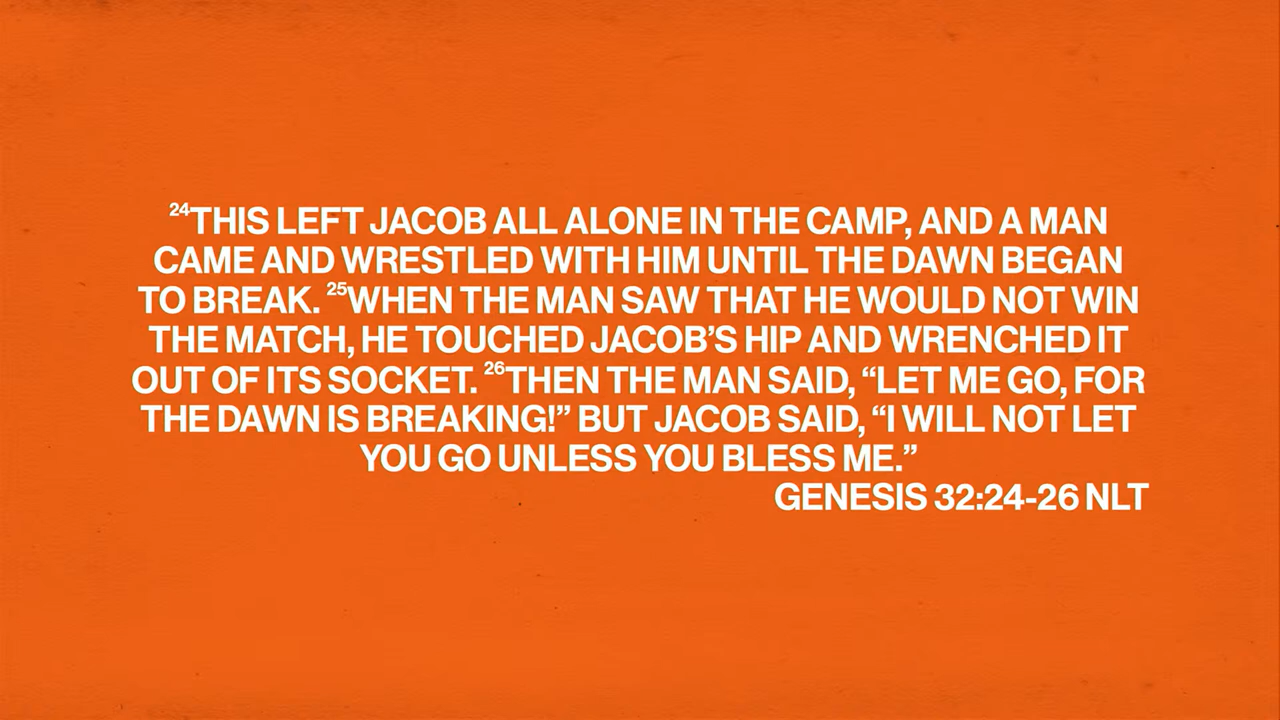 24THIS LEFT JACOB ALL ALONE IN THE CAMP, AND A MAN
CAME AND WRESTLED WITH HIM UNTIL THE DAWN BEGAN
TO BREAK. 25WHEN THE MAN SAW THAT HE WOULD NOT WIN
THE MATCH, HE TOUCHED JACOB’S HIP AND WRENCHED IT
OUT OF ITS SOCKET. 26THEN THE MAN SAID, “LET ME GO, FOR
THE DAWN IS BREAKING!” BUT JACOB SAID, “I WILL NOT LET
YOU GO UNLESS YOU BLESS ME.”
GENESIS 32:24-26 NLT